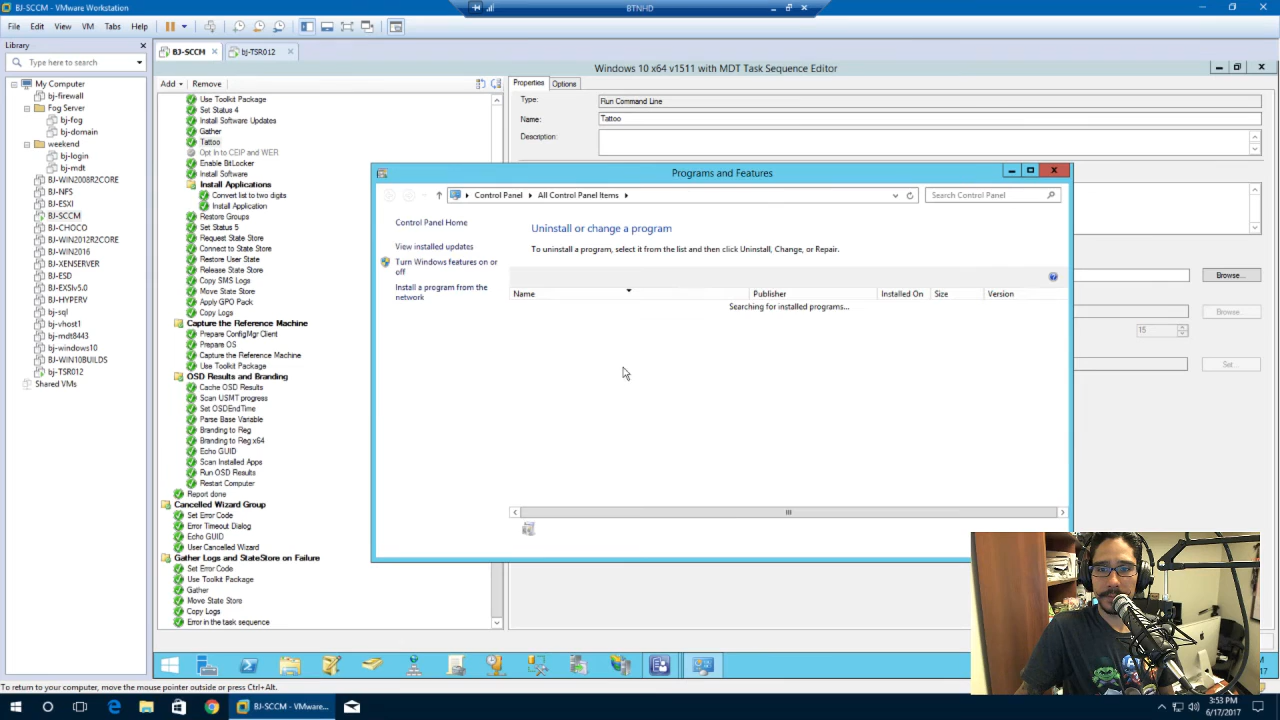 BJ-SCCM - VMware Workstation
BTNHD
File Edit View VM Tabs Help
Library
Type here to search
My Computer
bj-firewall
Fog Server
bj-fog
bj-domain
weekend
bj-login
bj-mdt
BJ-WIN2008R2CORE
BJ-NFS
BJ-ESXI
BJ-SCCM
BJ-CHOCO
BJ-WIN2012R2CORE
BJ-WIN2016
BJ-XENSERVER
BJ-ESD
BJ-EXSIv5.0
BJ-HYPERV
bj-sql
bj-vhost1
bj-mdt8443
bj-windows10
BJ-WIN10BUILDS
bj-TSR012
Shared VMs
BJ-SCCM
bj-TSR012
Windows 10 x64 v1511 with MDT Task Sequence Editor
Add Remove
Use Toolkit Package
Set Status 4
Install Software Updates
Gather
Tattoo
Opt In to CEIP and WER
Enable BitLocker
Install Software
Install Applications
Convert list to two digits
Install Application
Restore Groups
Set Status 5
Request State Store
Connect to State Store
Restore User State
Release State Store
Copy SMS Logs
Move State Store
Apply GPO Pack
Copy Logs
Capture the Reference Machine
Prepare ConfigMgr Client
Prepare OS
Capture the Reference Machine
Use Toolkit Package
OSD Results and Branding
Cache OSD Results
Scan USMT progress
Set OSDEndTime
Parse Base Variable
Branding to Reg
Branding to Reg x64
Echo GUID
Scan Installed Apps
Run OSD Results
Restart Computer
Report done
Cancelled Wizard Group
Set Error Code
Error Timeout Dialog
Echo GUID
User Cancelled Wizard
Gather Logs and StateStore on Failure
Set Error Code
Use Toolkit Package
Gather
Move State Store
Copy Logs
Error in the task sequence
Properties Options
Type: Run Command Line
Name: Tattoo
Description:
Browse...
Browse...
15
Set...
Programs and Features
Control Panel All Control Panel Items
Search Control Panel
Control Panel Home
View installed updates
Turn Windows features on or
off
Install a program from the
network
Uninstall or change a program
To uninstall a program, select it from the list and then click Uninstall, Change, or Repair.
Name Publisher Installed On Size Version
Searching for installed programs...
To return to your computer, move the mouse pointer outside or press Ctrl+Alt.
BJ-SCCM - VMware...
3:53 PM
6/17/2017